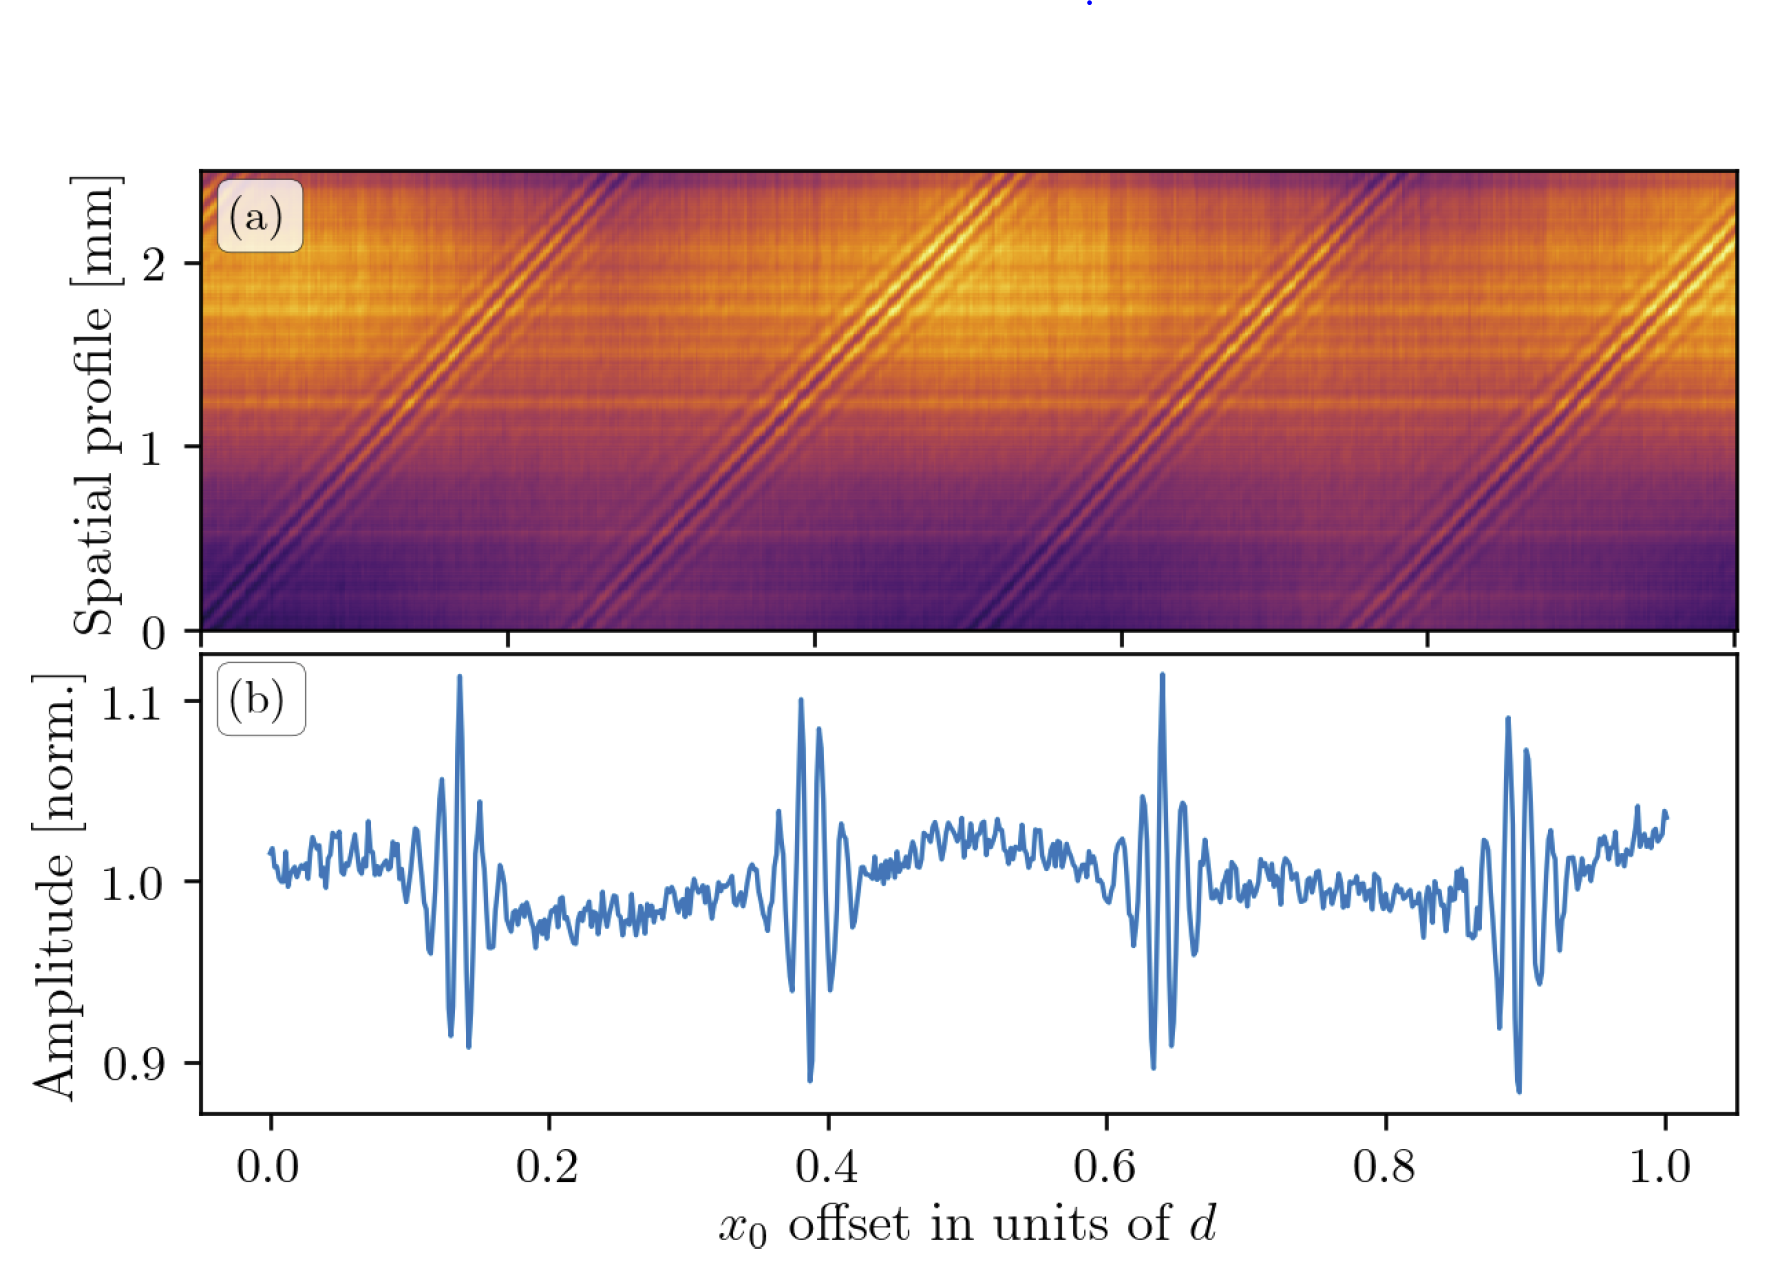 (a)
Spatial profile [mm]
2
1
0
(b)
Amplitude [norm.]
1.1
1.0
0.9
0.0 0.2 0.4 0.6 0.8 1.0
x₀ offset in units of d